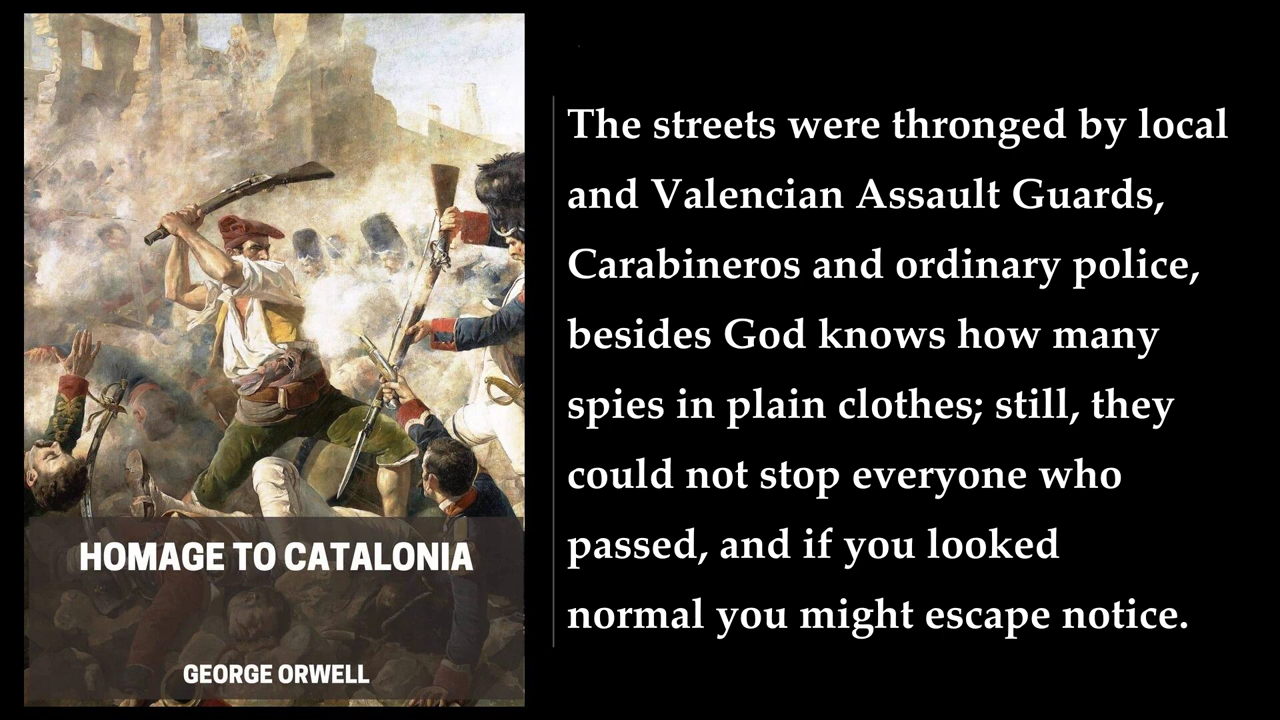 HOMAGE TO CATALONIA
GEORGE ORWELL
The streets were thronged by local
and Valencian Assault Guards,
Carabineros and ordinary police,
besides God knows how many
spies in plain clothes; still, they
could not stop everyone who
passed, and if you looked
normal you might escape notice.